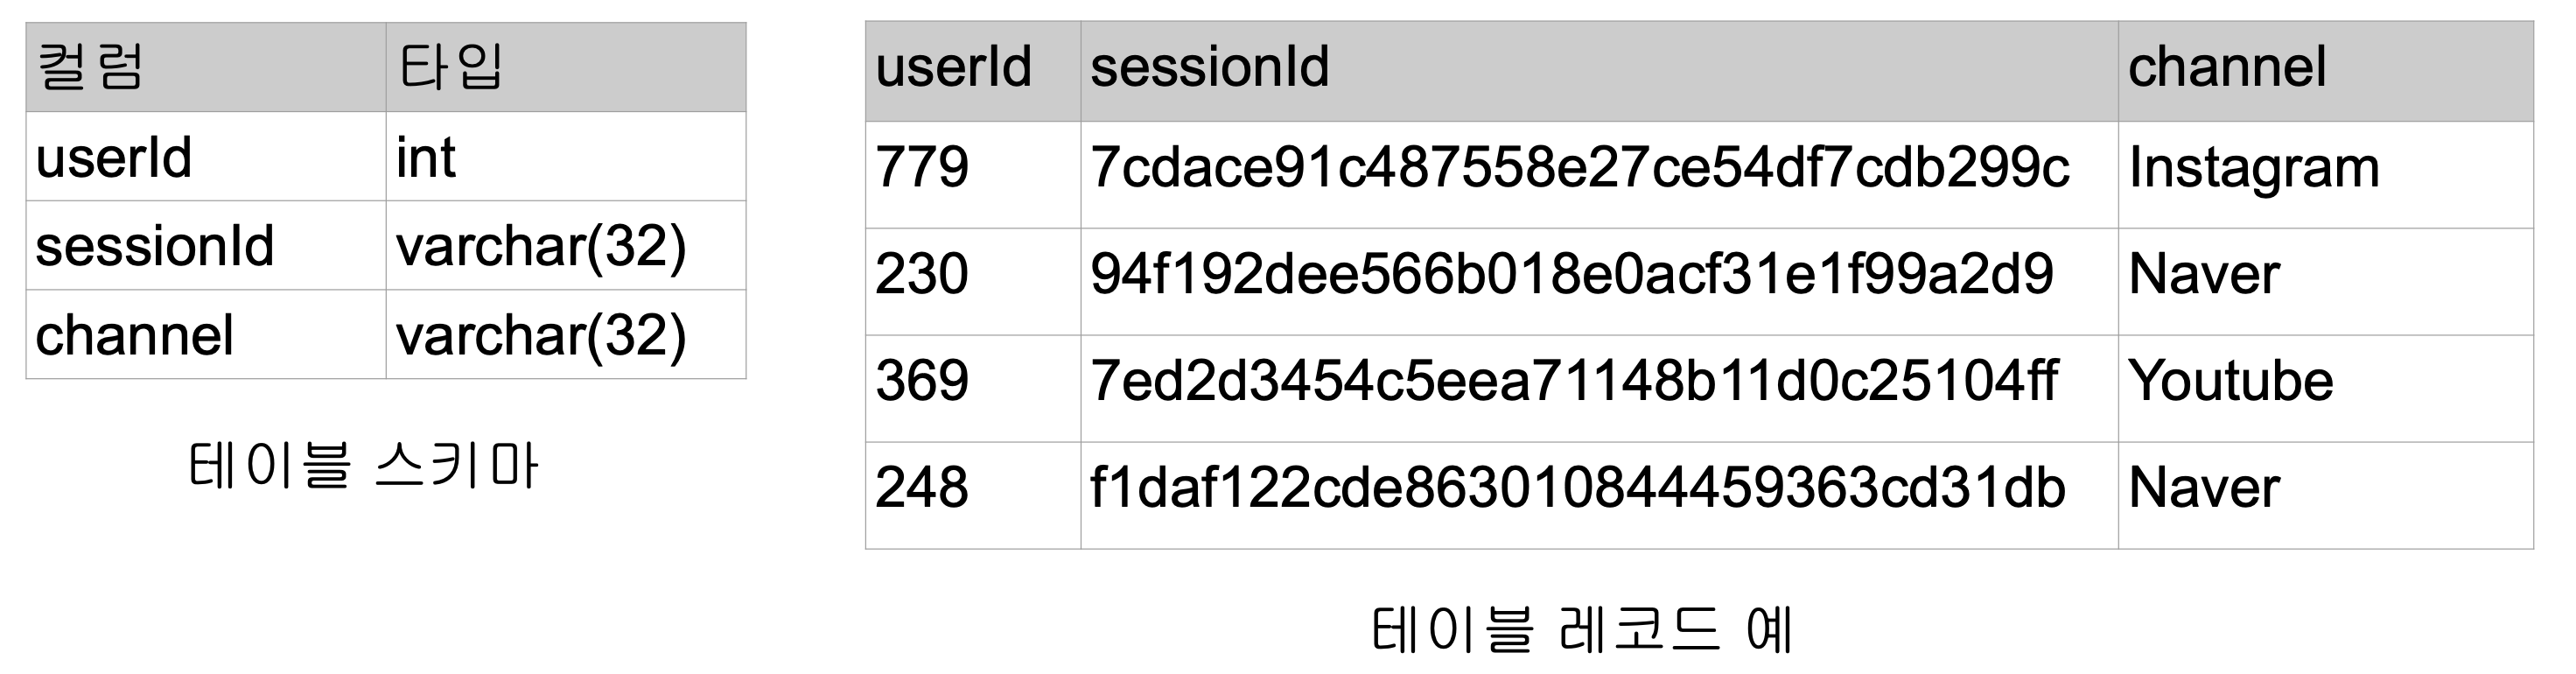 컬럼 타입
userId int
sessionId varchar(32)
channel varchar(32)
테이블 스키마
userId sessionId channel
779 7cdace91c487558e27ce54df7cdb299c Instagram
230 94f192dee566b018e0acf31e1f99a2d9 Naver
369 7ed2d3454c5eea71148b11d0c25104ff Youtube
248 f1daf122cde863010844459363cd31db Naver
테이블 레코드 예